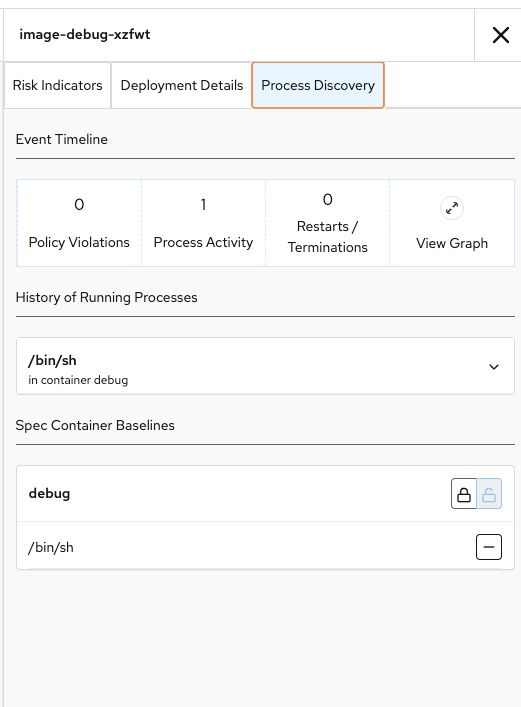 image-debug-xzfwt
Risk Indicators
Deployment Details
Process Discovery
Event Timeline
0
Policy Violations
1
Process Activity
0
Restarts /
Terminations
View Graph
History of Running Processes
/bin/sh
in container debug
Spec Container Baselines
debug
/bin/sh